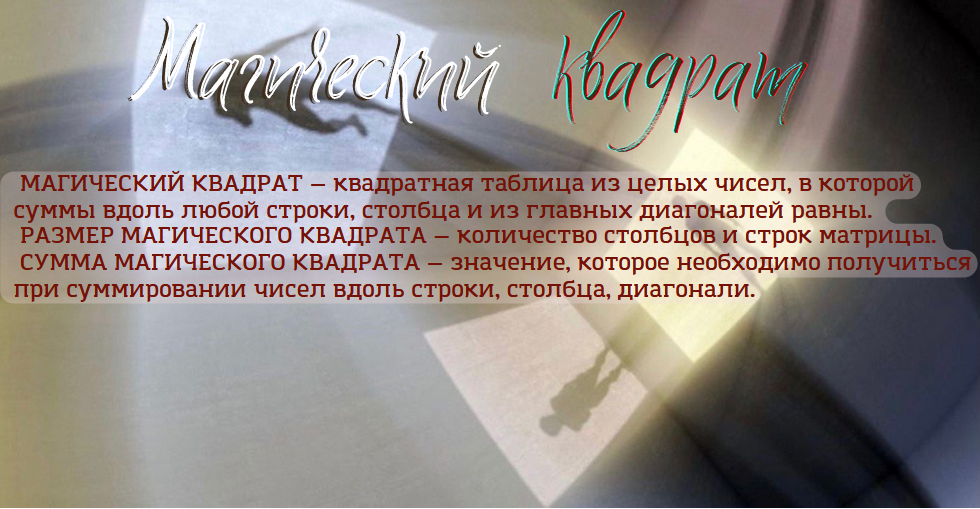 Магический квадрат
МАГИЧЕСКИЙ КВАДРАТ – квадратная таблица из целых чисел, в которой
суммы вдоль любой строки, столбца и из главных диагоналей равны.
РАЗМЕР МАГИЧЕСКОГО КВАДРАТА – количество столбцов и строк матрицы.
СУММА МАГИЧЕСКОГО КВАДРАТА – значение, которое необходимо получиться
при суммировании чисел вдоль строки, столбца, диагонали.